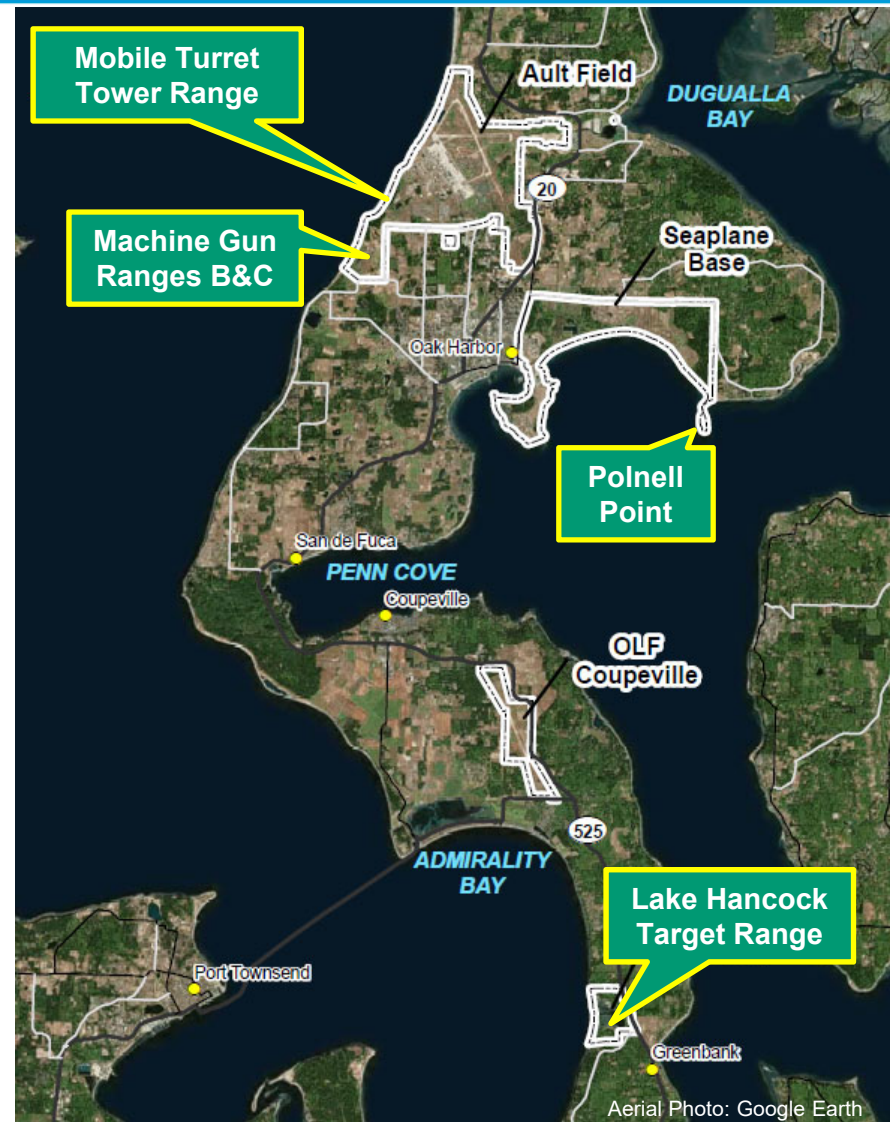 Mobile Turret
Tower Range
Ault Field
DUGUALLA
BAY
20
Machine Gun
Ranges B&C
Seaplane
Base
Oak Harbor
Polnell
Point
San de Fuca
PENN COVE
Coupeville
OLF
Coupeville
525
ADMIRALITY
BAY
Lake Hancock
Target Range
Port Townsend
Greenbank
Aerial Photo: Google Earth